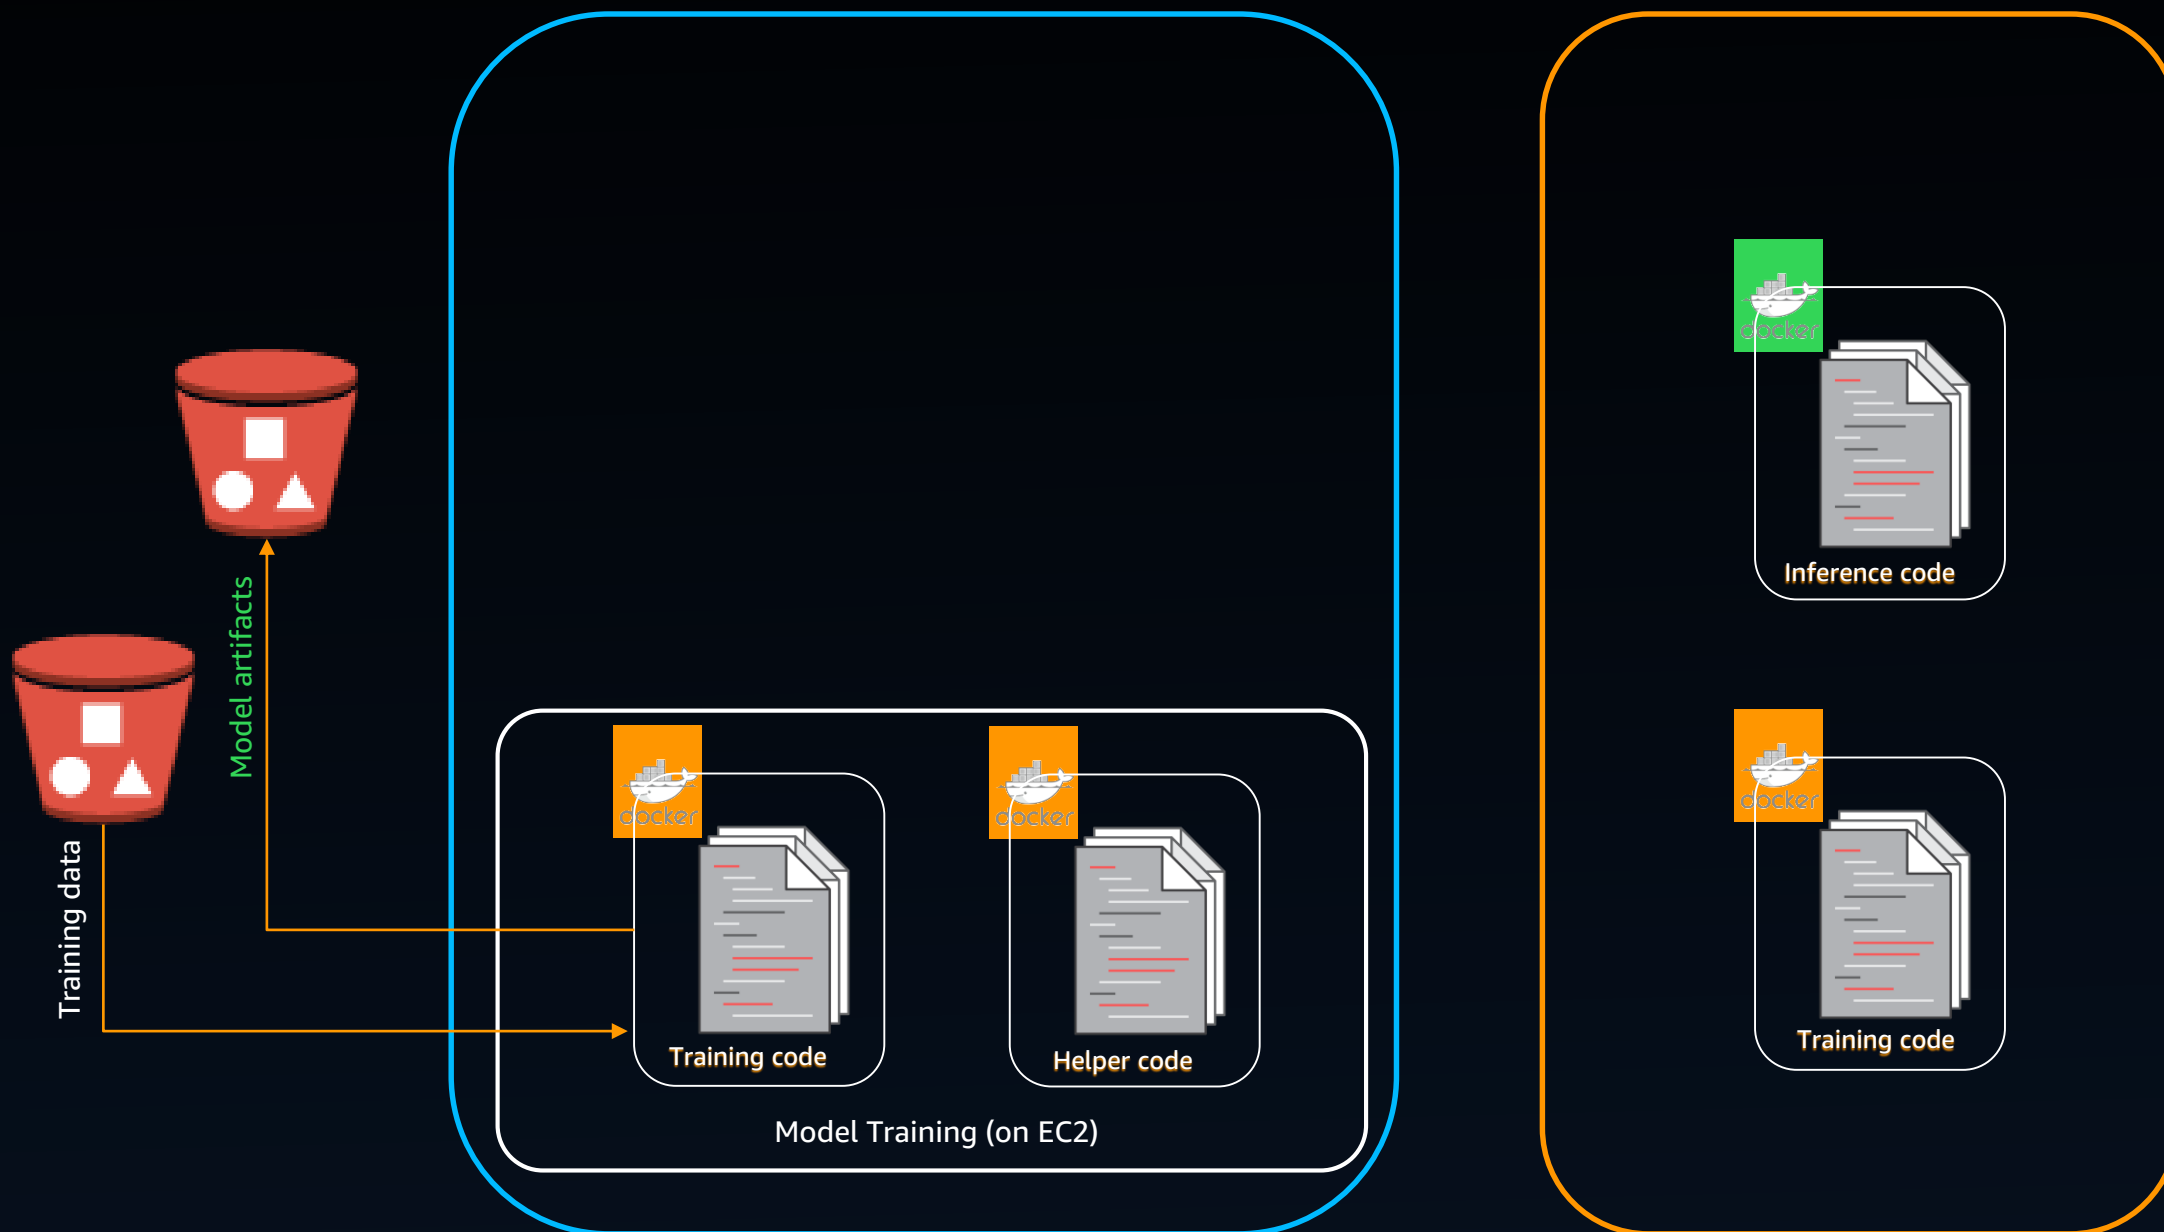 docker
Inference code
Model artifacts
Training data
docker
Training code
docker
Helper code
docker
Training code
Model Training (on EC2)